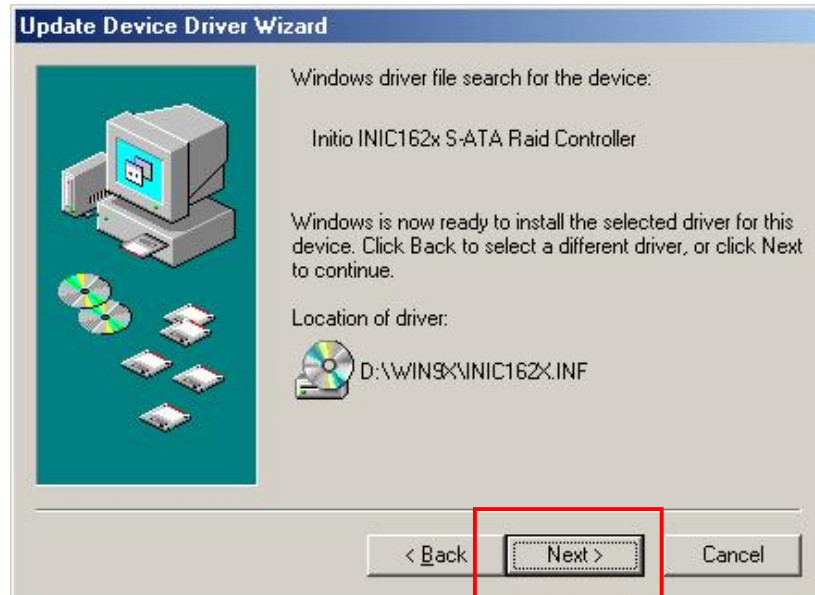 Update Device Driver Wizard
Windows driver file search for the device:
Initio INIC162x S-ATA Raid Controller
Windows is now ready to install the selected driver for this
device. Click Back to select a different driver, or click Next
to continue.
Location of driver:
D:\WIN9X\INIC162X.INF
< Back
Next >
Cancel